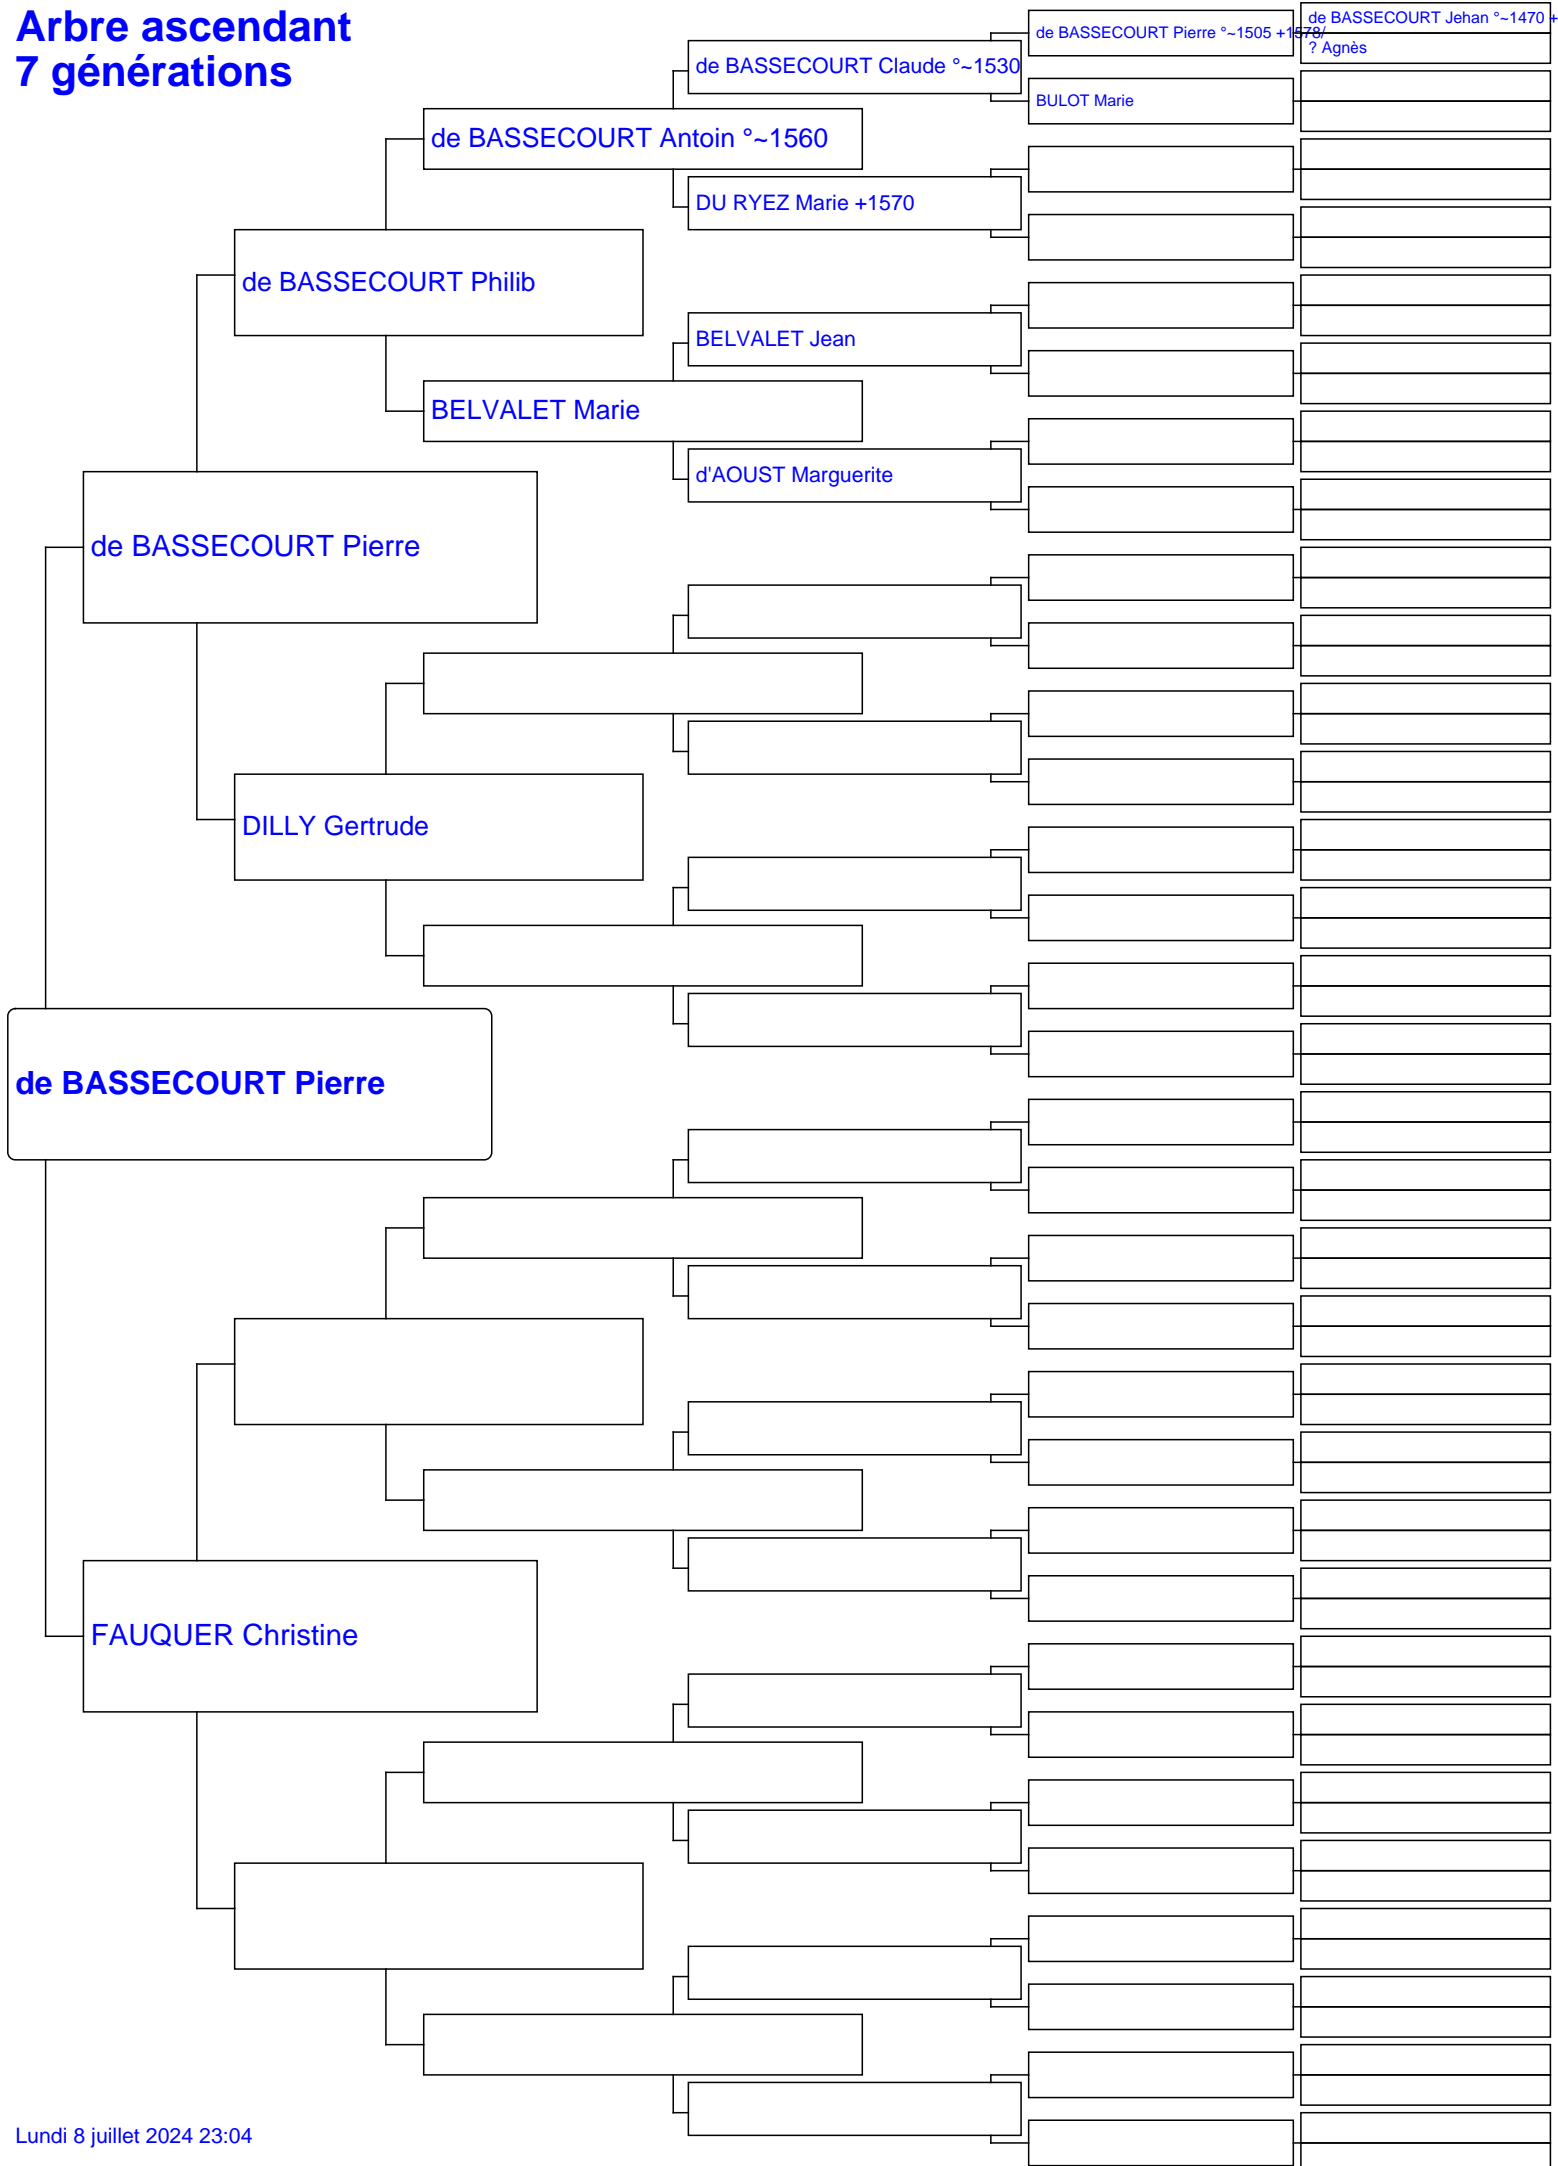 Arbre ascendant
7 générations
de BASSECOURT Jehan °~1470 +
de BASSECOURT Pierre °~1505 +1578/
? Agnès
de BASSECOURT Claude °~1530
BULOT Marie
de BASSECOURT Antoin °~1560
DU RYEZ Marie +1570
de BASSECOURT Philib
BELVALET Jean
BELVALET Marie
d'AOUST Marguerite
de BASSECOURT Pierre
DILLY Gertrude
de BASSECOURT Pierre
FAUQUER Christine
Lundi 8 juillet 2024 23:04